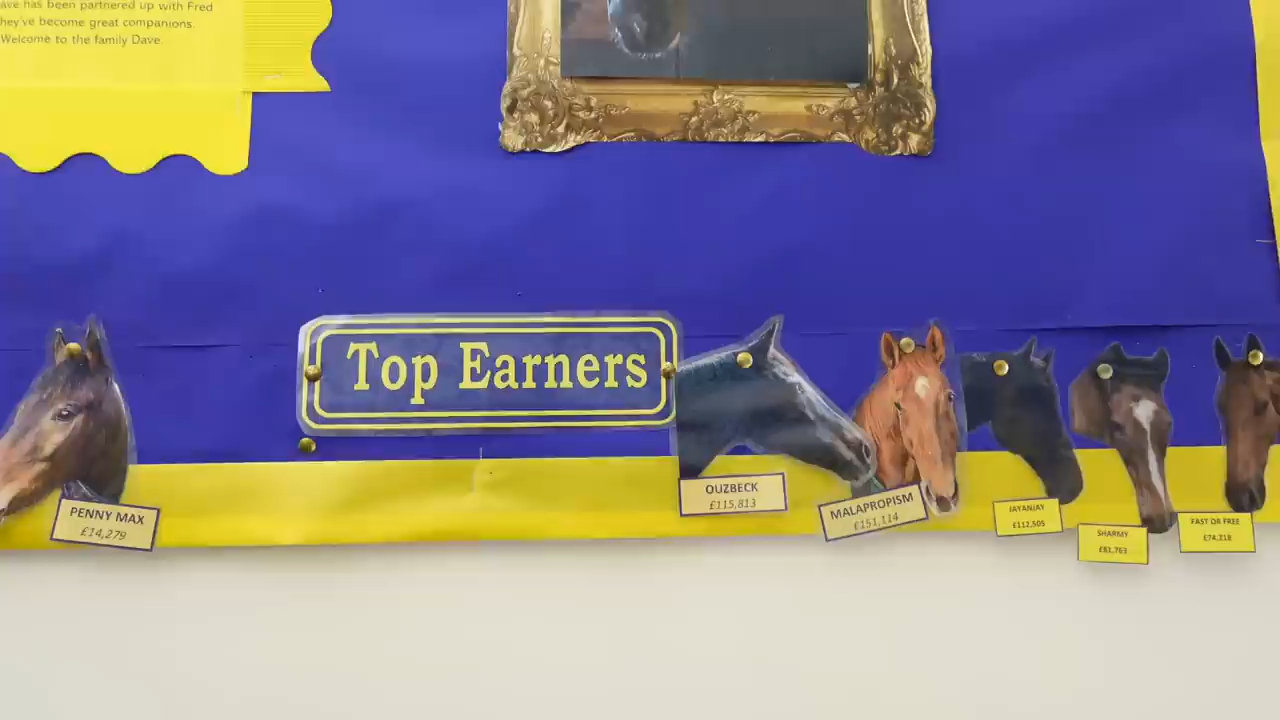 ave has been partnered up with Fred
hey've become great companions.
Welcome to the family Dave.
Top Earners
PENNY MAX
£14,279
OUZBECK
£115,813
MALAPROPISM
£151,114
JAYANJAY
£112,505
SHARMY
£81,763
FAST OR FREE
£74,218